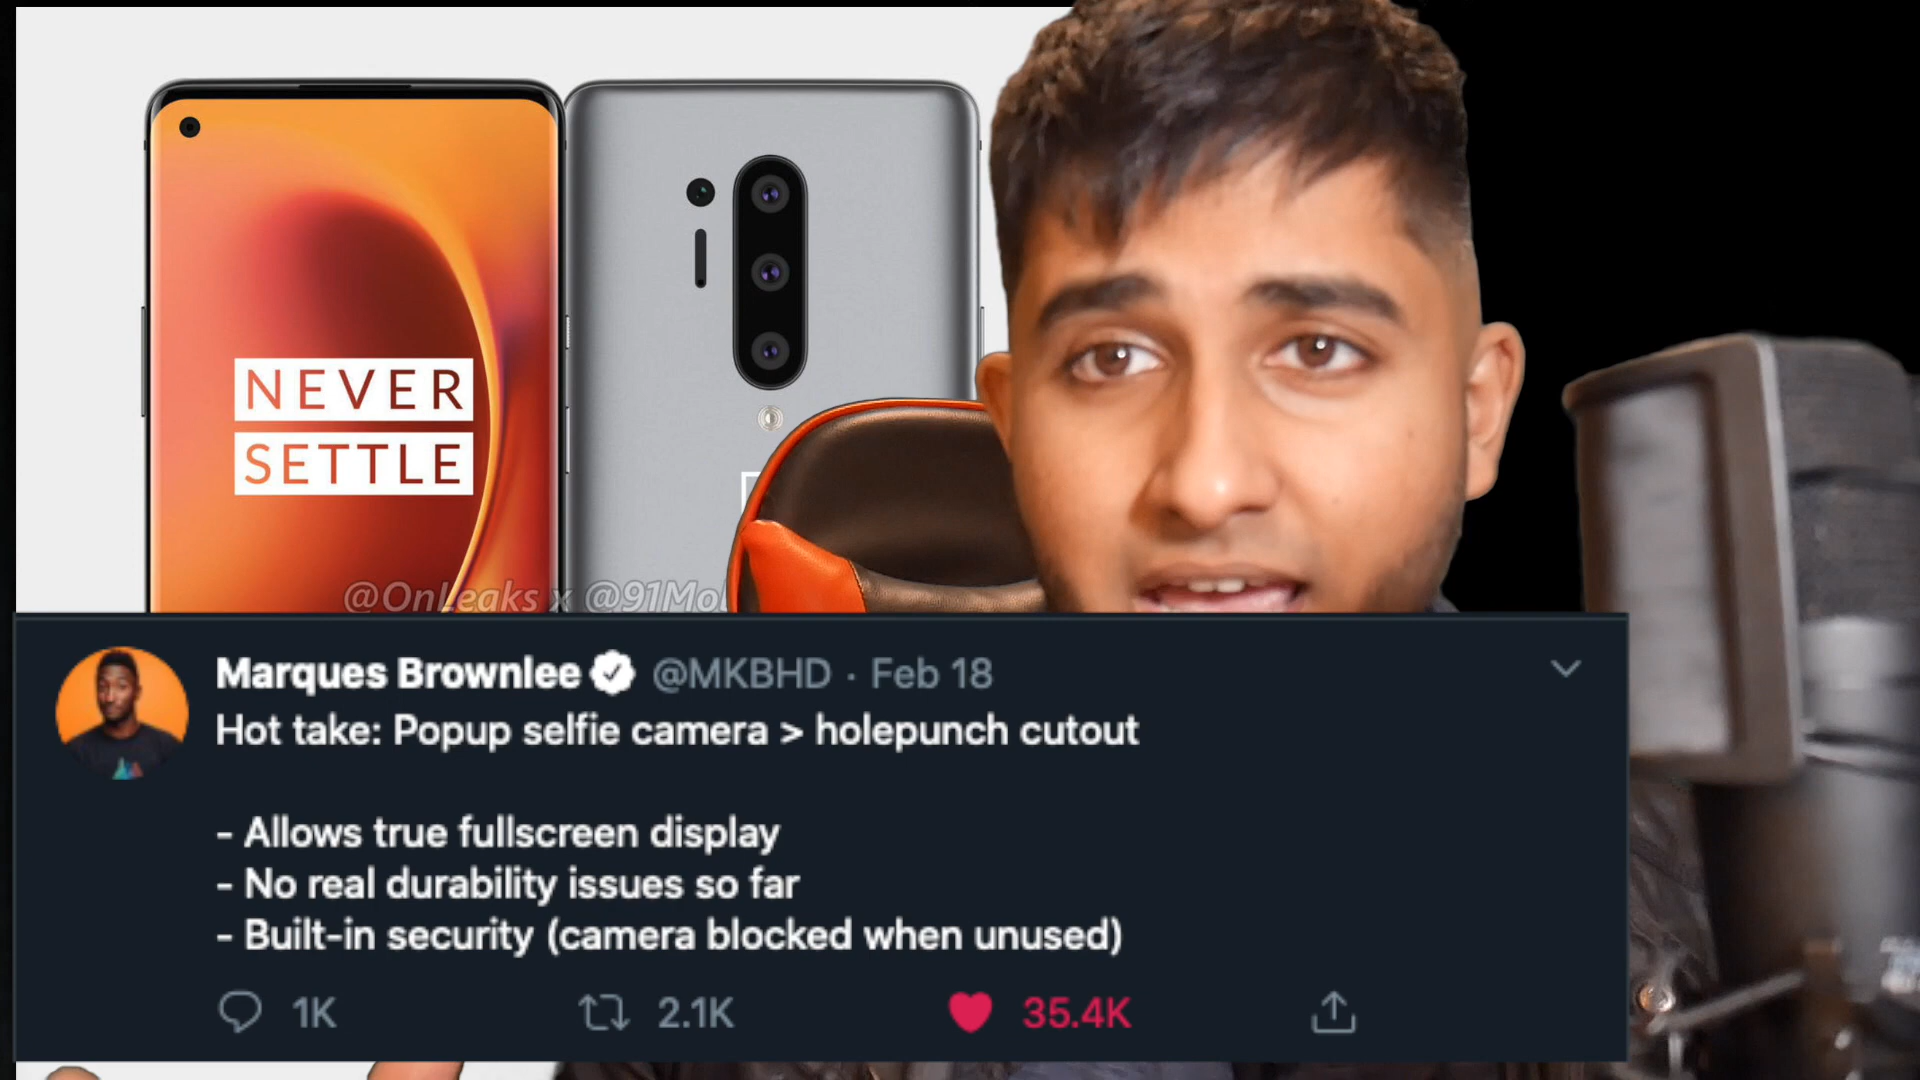 NEVER
SETTLE
@OnLeaks x @91Mo
Marques Brownlee @MKBHD · Feb 18
Hot take: Popup selfie camera > holepunch cutout
- Allows true fullscreen display
- No real durability issues so far
- Built-in security (camera blocked when unused)
1K 2.1K 35.4K